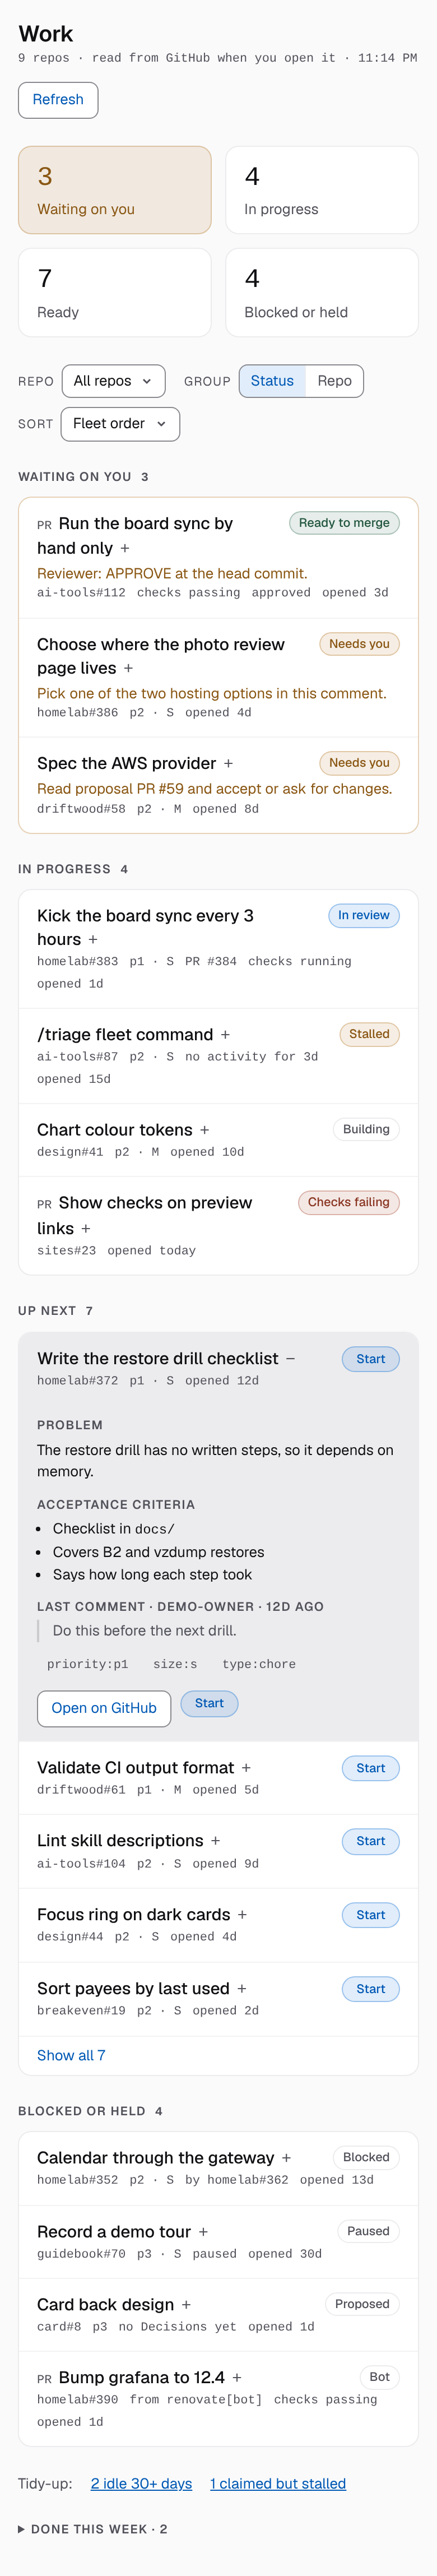 Work
9 repos · read from GitHub when you open it · 11:14 PM
Refresh
3
Waiting on you
4
In progress
7
Ready
4
Blocked or held
REPO All repos GROUP Status Repo
SORT Fleet order
WAITING ON YOU 3
PR Run the board sync by Ready to merge
hand only +
Reviewer: APPROVE at the head commit.
ai-tools#112 checks passing approved opened 3d
Choose where the photo review Needs you
page lives +
Pick one of the two hosting options in this comment.
homelab#386 p2 · S opened 4d
Spec the AWS provider + Needs you
Read proposal PR #59 and accept or ask for changes.
driftwood#58 p2 · M opened 8d
IN PROGRESS 4
Kick the board sync every 3 In review
hours +
homelab#383 p1 · S PR #384 checks running
opened 1d
/triage fleet command + Stalled
ai-tools#87 p2 · S no activity for 3d
opened 15d
Chart colour tokens + Building
design#41 p2 · M opened 10d
PR Show checks on preview Checks failing
links +
sites#23 opened today
UP NEXT 7
Write the restore drill checklist − Start
homelab#372 p1 · S opened 12d
PROBLEM
The restore drill has no written steps, so it depends on
memory.
ACCEPTANCE CRITERIA
• Checklist in docs/
• Covers B2 and vzdump restores
• Says how long each step took
LAST COMMENT · DEMO-OWNER · 12D AGO
Do this before the next drill.
priority:p1 size:s type:chore
Open on GitHub Start
Validate CI output format + Start
driftwood#61 p1 · M opened 5d
Lint skill descriptions + Start
ai-tools#104 p2 · S opened 9d
Focus ring on dark cards + Start
design#44 p2 · S opened 4d
Sort payees by last used + Start
breakeven#19 p2 · S opened 2d
Show all 7
BLOCKED OR HELD 4
Calendar through the gateway + Blocked
homelab#352 p2 · S by homelab#362 opened 13d
Record a demo tour + Paused
guidebook#70 p3 · S paused opened 30d
Card back design + Proposed
card#8 p3 no Decisions yet opened 1d
PR Bump grafana to 12.4 + Bot
homelab#390 from renovate[bot] checks passing
opened 1d
Tidy-up: 2 idle 30+ days 1 claimed but stalled
▶ DONE THIS WEEK · 2